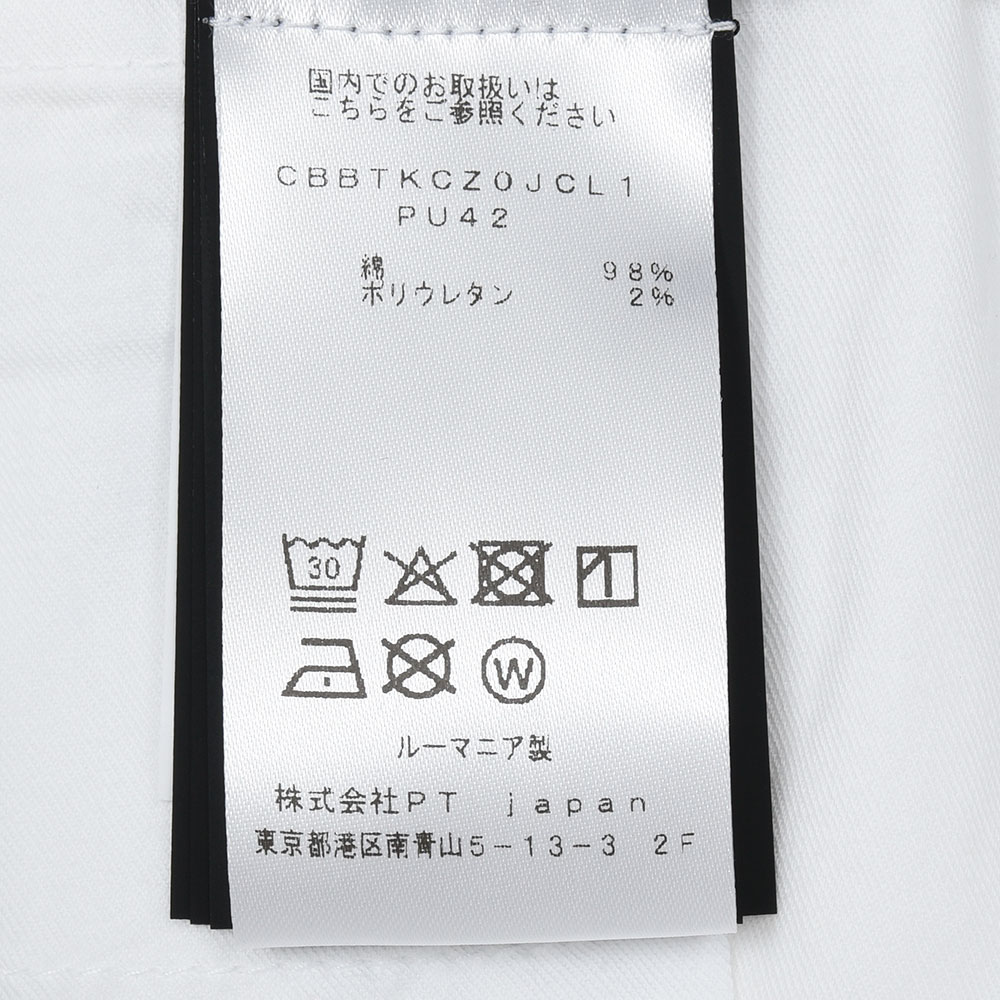 国内でのお取扱いは
こちらをご参照ください
CBBTKCZ0JCL1
PU42
綿 98%
ポリウレタン 2%
30
W
ルーマニア製
株式会社PT japan
東京都港区南青山5-13-3 2F